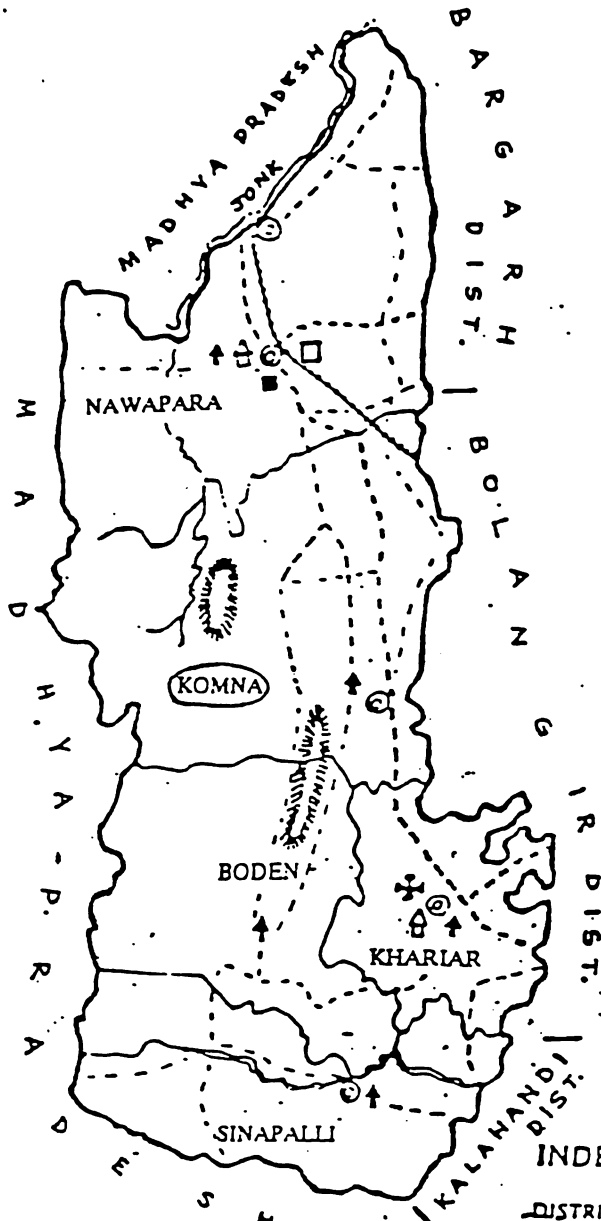 BARGARH DIST.
MADHYA PRADESH
JONK
NAWAPARA
MADHYA-PRADESH
BOLANGIR DIST.
KOMNA
BODEN
KHARIAR
KALAHANDI DIST.
SINAPALLI
INDE
DISTRI